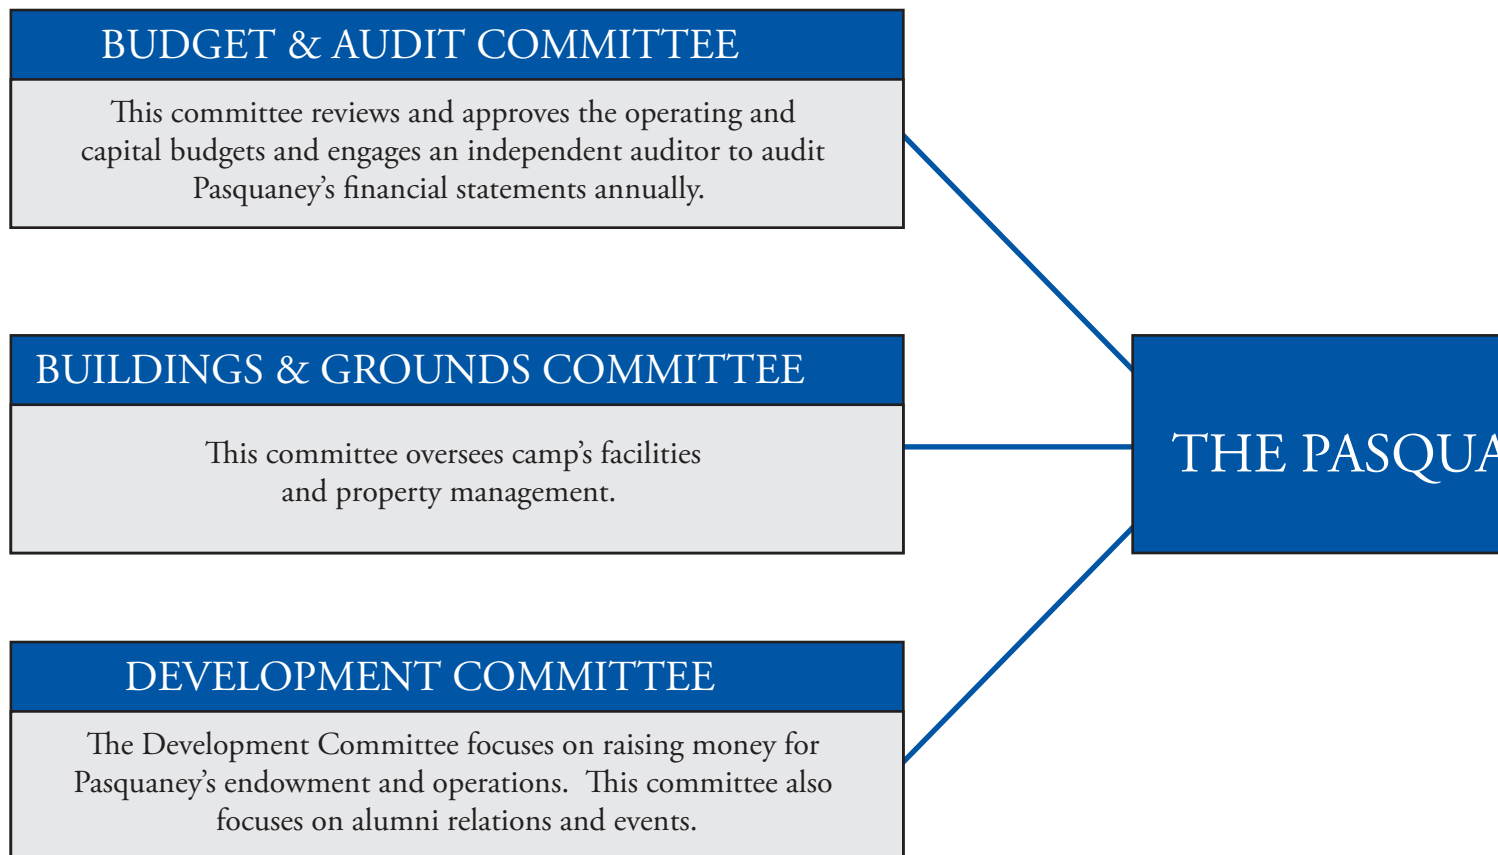 BUDGET & AUDIT COMMITTEE
This committee reviews and approves the operating and
capital budgets and engages an independent auditor to audit
Pasquaney’s financial statements annually.
BUILDINGS & GROUNDS COMMITTEE
This committee oversees camp’s facilities
and property management.
THE PASQUA
DEVELOPMENT COMMITTEE
The Development Committee focuses on raising money for
Pasquaney’s endowment and operations.  This committee also
focuses on alumni relations and events.